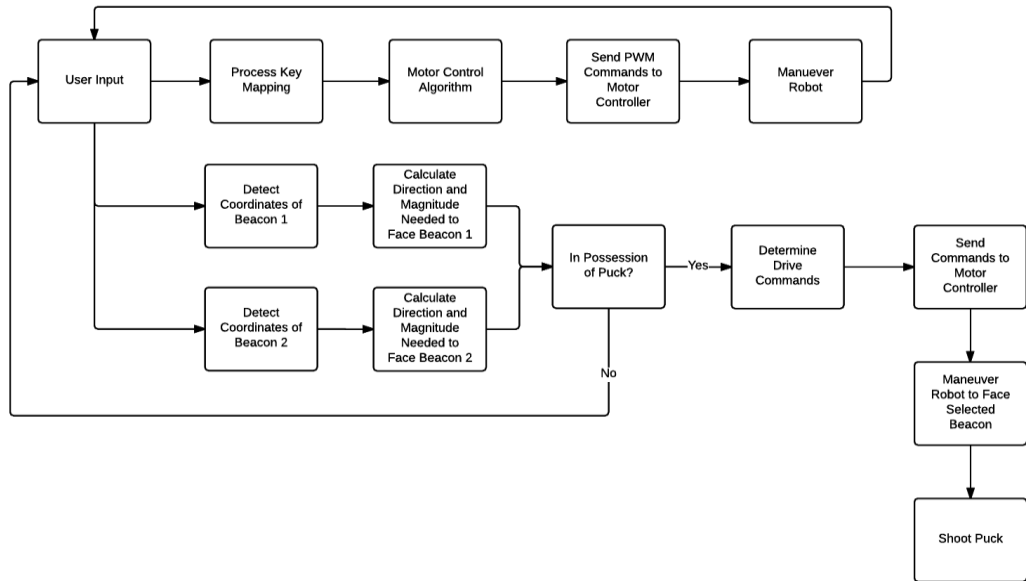 User Input
Process Key
Mapping
Motor Control
Algorithm
Send PWM
Commands to
Motor
Controller
Manuever
Robot
Detect
Coordinates of
Beacon 1
Calculate
Direction and
Magnitude
Needed to
Face Beacon 1
In Possession
of Puck?
Yes
Determine
Drive
Commands
Send
Commands to
Motor
Controller
Detect
Coordinates of
Beacon 2
Calculate
Direction and
Magnitude
Needed to
Face Beacon 2
No
Maneuver
Robot to Face
Selected
Beacon
Shoot Puck